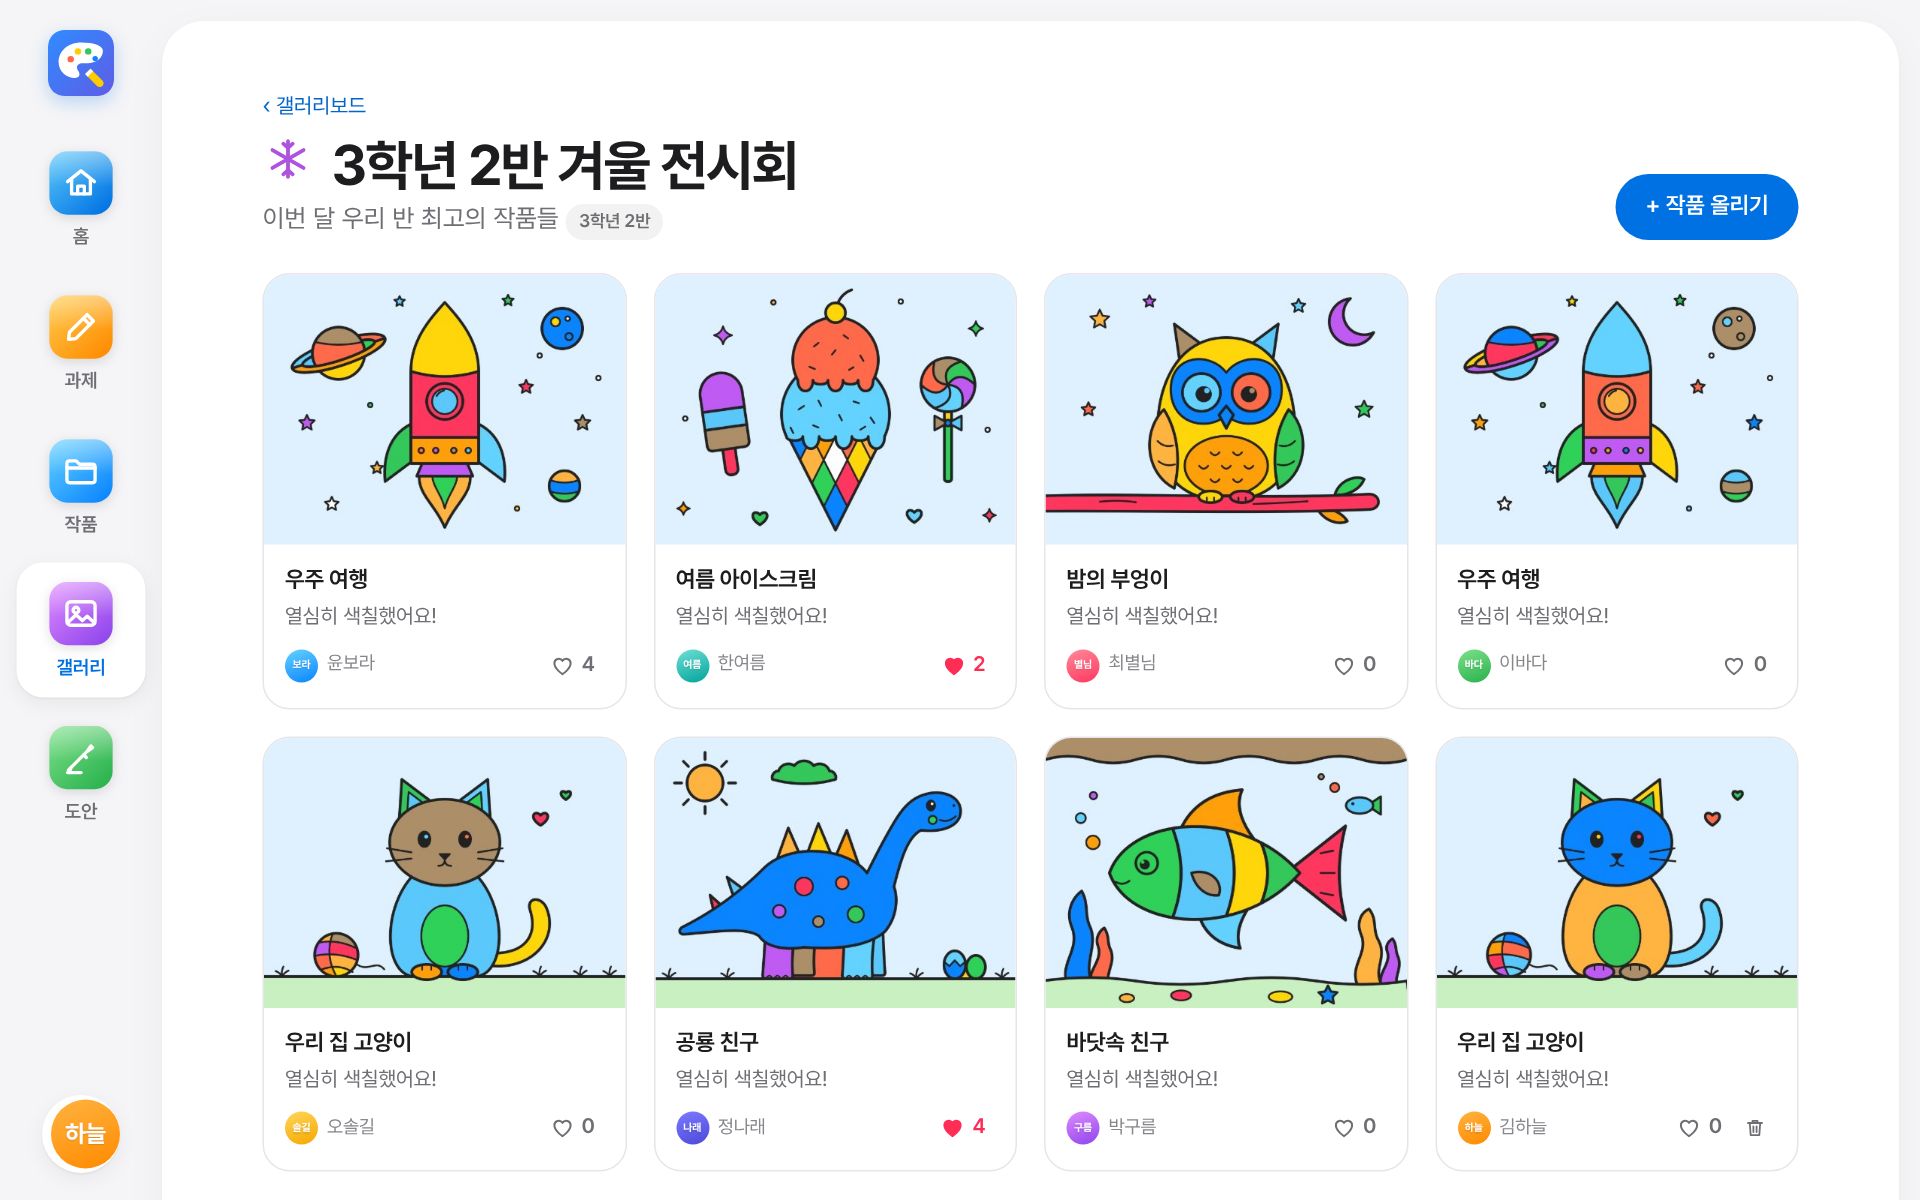 ‹ 갤러리보드
3학년 2반 겨울 전시회
이번 달 우리 반 최고의 작품들 3학년 2반
+ 작품 올리기
홈
과제
작품
갤러리
도안
하늘
우주 여행
열심히 색칠했어요!
보라 윤보라 4
여름 아이스크림
열심히 색칠했어요!
여름 한여름 2
밤의 부엉이
열심히 색칠했어요!
별님 최별님 0
우주 여행
열심히 색칠했어요!
바다 이바다 0
우리 집 고양이
열심히 색칠했어요!
솔길 오솔길 0
공룡 친구
열심히 색칠했어요!
나래 정나래 4
바닷속 친구
열심히 색칠했어요!
구름 박구름 0
우리 집 고양이
열심히 색칠했어요!
하늘 김하늘 0